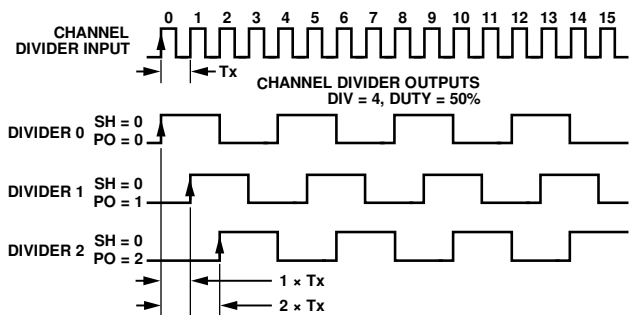 0 1 2 3 4 5 6 7 8 9 10 11 12 13 14 15
CHANNEL
DIVIDER INPUT
Tx
CHANNEL DIVIDER OUTPUTS
DIV = 4, DUTY = 50%
DIVIDER 0
SH = 0
PO = 0
DIVIDER 1
SH = 0
PO = 1
DIVIDER 2
SH = 0
PO = 2
1 × Tx
2 × Tx